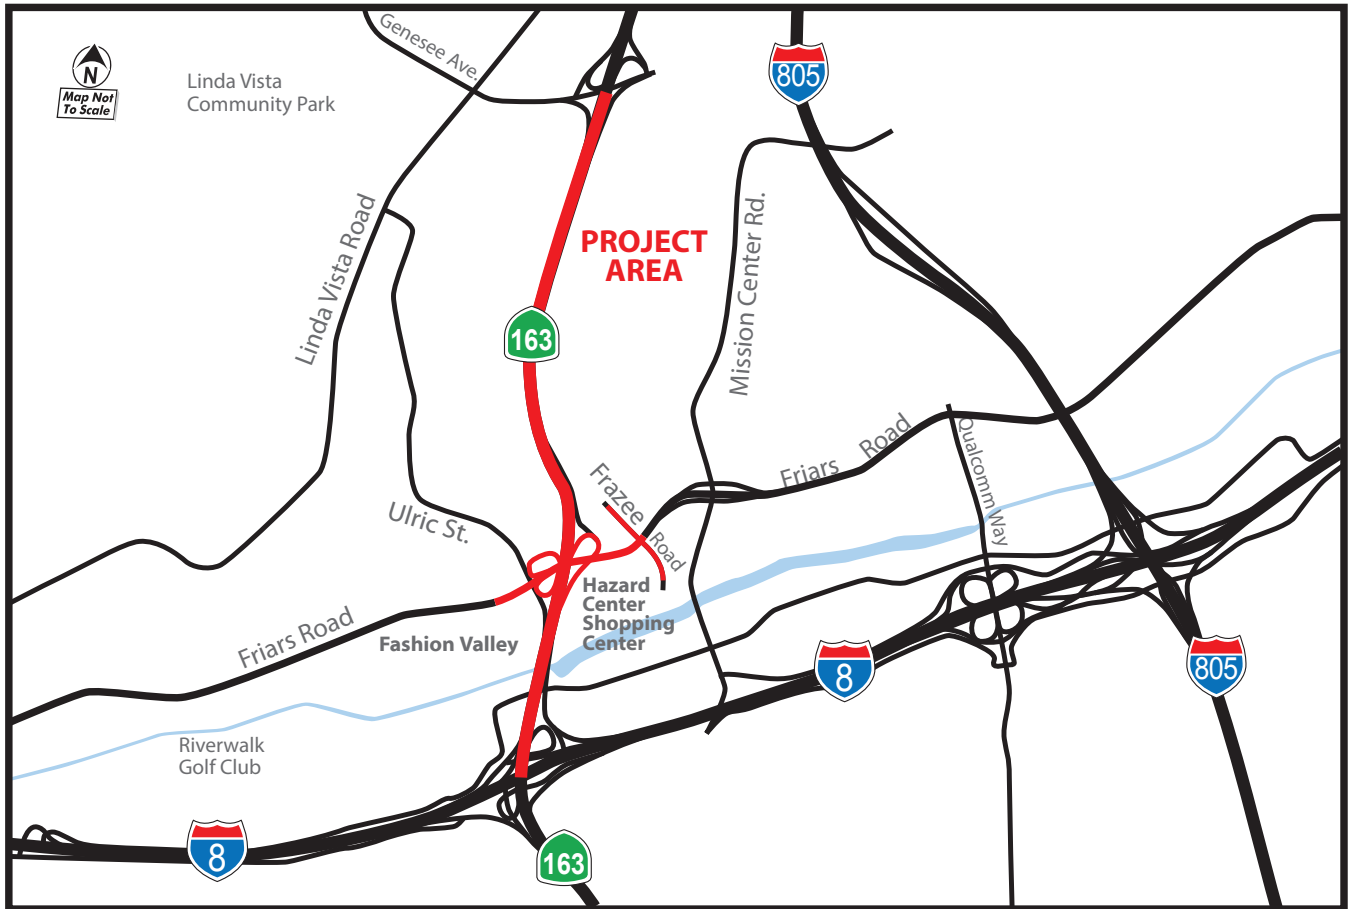 Genesee Ave.
805
N
Map Not
To Scale
Linda Vista
Community Park
Linda Vista Road
PROJECT
AREA
Mission Center Rd.
163
Friars Road
Qualcomm Way
Frazee Road
Ulric St.
Hazard
Center
Shopping
Center
Friars Road
Fashion Valley
8
805
Riverwalk
Golf Club
8
163